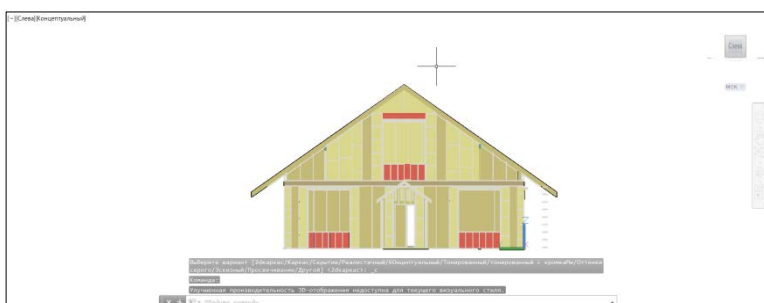 [−][Слева][Концептуальный]
Слева
МСК
Выберите вариант [2dкаркас/Каркас/Скрытие/Реалистичный/КОнцептуальный/Тонированный/тонированный с кромкаМи/Оттенки
серого/Эскизный/Просвечивание/Другой] <2dкаркас>: _c
Команда:
Улучшенная производительность 3D-отображения недоступна для текущего визуального стиля.